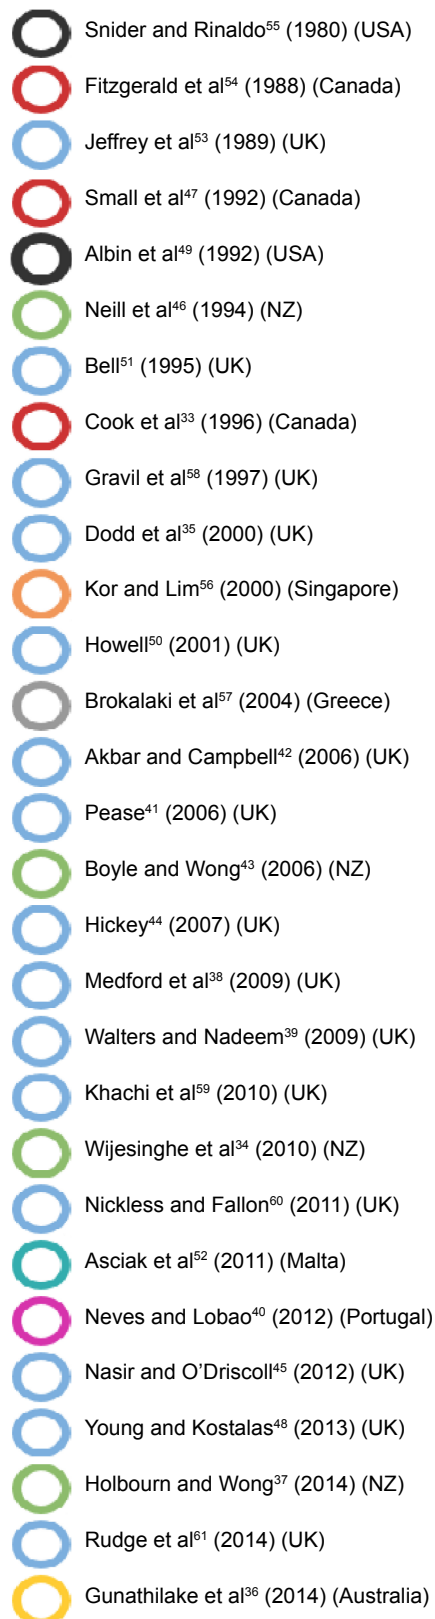 Snider and Rinaldo⁵⁵ (1980) (USA)
Fitzgerald et al⁵⁴ (1988) (Canada)
Jeffrey et al⁵³ (1989) (UK)
Small et al⁴⁷ (1992) (Canada)
Albin et al⁴⁹ (1992) (USA)
Neill et al⁴⁶ (1994) (NZ)
Bell⁵¹ (1995) (UK)
Cook et al³³ (1996) (Canada)
Gravil et al⁵⁸ (1997) (UK)
Dodd et al³⁵ (2000) (UK)
Kor and Lim⁵⁶ (2000) (Singapore)
Howell⁵⁰ (2001) (UK)
Brokalaki et al⁵⁷ (2004) (Greece)
Akbar and Campbell⁴² (2006) (UK)
Pease⁴¹ (2006) (UK)
Boyle and Wong⁴³ (2006) (NZ)
Hickey⁴⁴ (2007) (UK)
Medford et al³⁸ (2009) (UK)
Walters and Nadeem³⁹ (2009) (UK)
Khachi et al⁵⁹ (2010) (UK)
Wijesinghe et al³⁴ (2010) (NZ)
Nickless and Fallon⁶⁰ (2011) (UK)
Asciak et al⁵² (2011) (Malta)
Neves and Lobao⁴⁰ (2012) (Portugal)
Nasir and O’Driscoll⁴⁵ (2012) (UK)
Young and Kostalas⁴⁸ (2013) (UK)
Holbourn and Wong³⁷ (2014) (NZ)
Rudge et al⁶¹ (2014) (UK)
Gunathilake et al³⁶ (2014) (Australia)